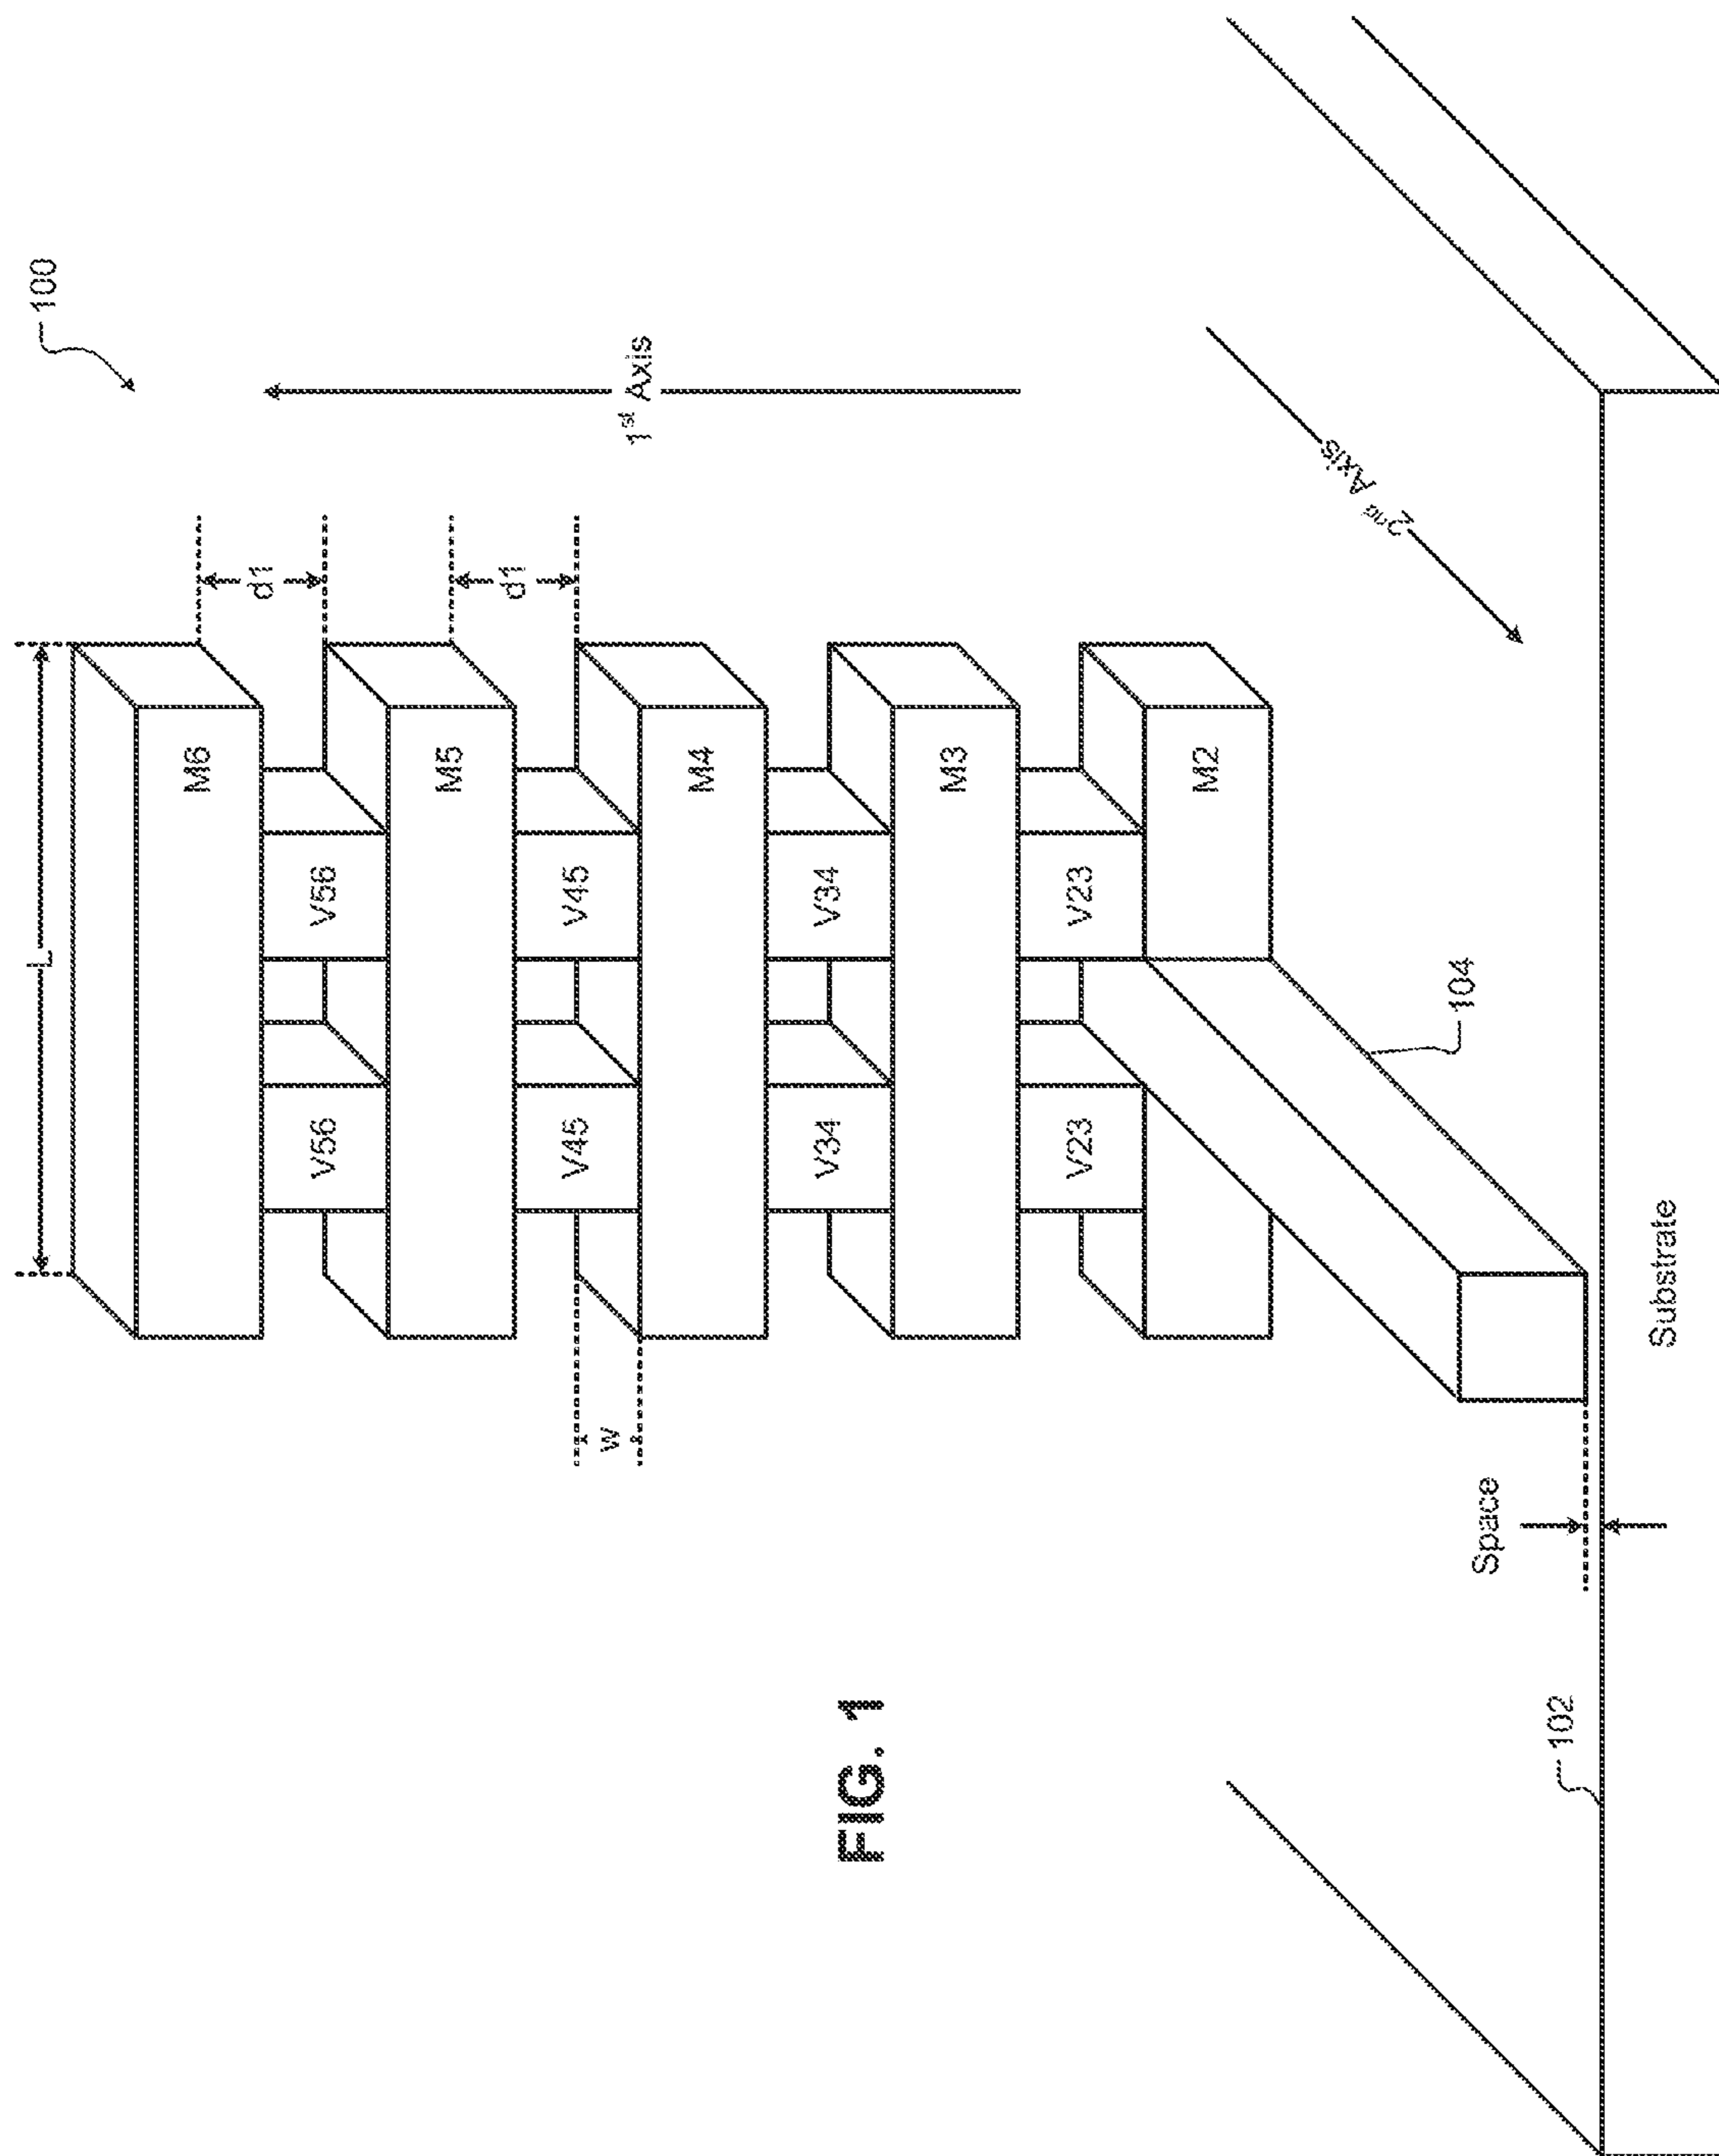 100
L
M6
d1
V56
V56
1st Axis
M5
d1
V45
V45
w
M4
V34
V34
M3
V23
V23
M2
2nd Axis
104
Space
Substrate
102
FIG. 1